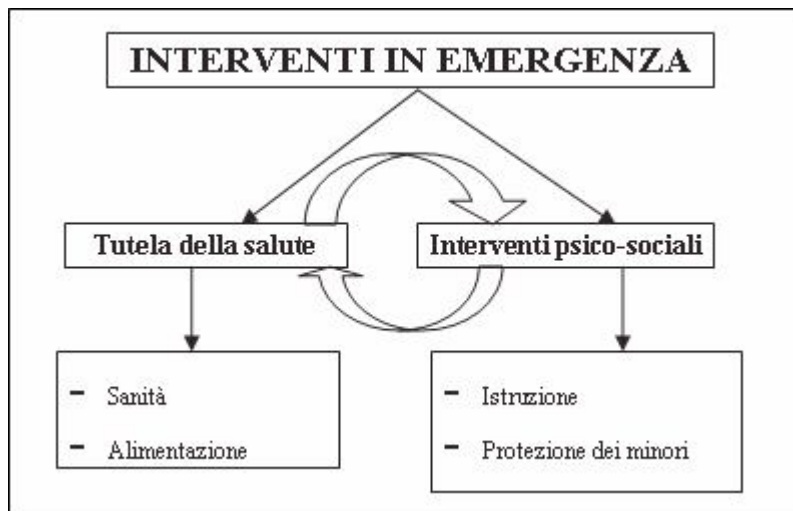 INTERVENTI IN EMERGENZA
Tutela della salute
Interventi psico-sociali
- Sanità
- Alimentazione
- Istruzione
- Protezione dei minori